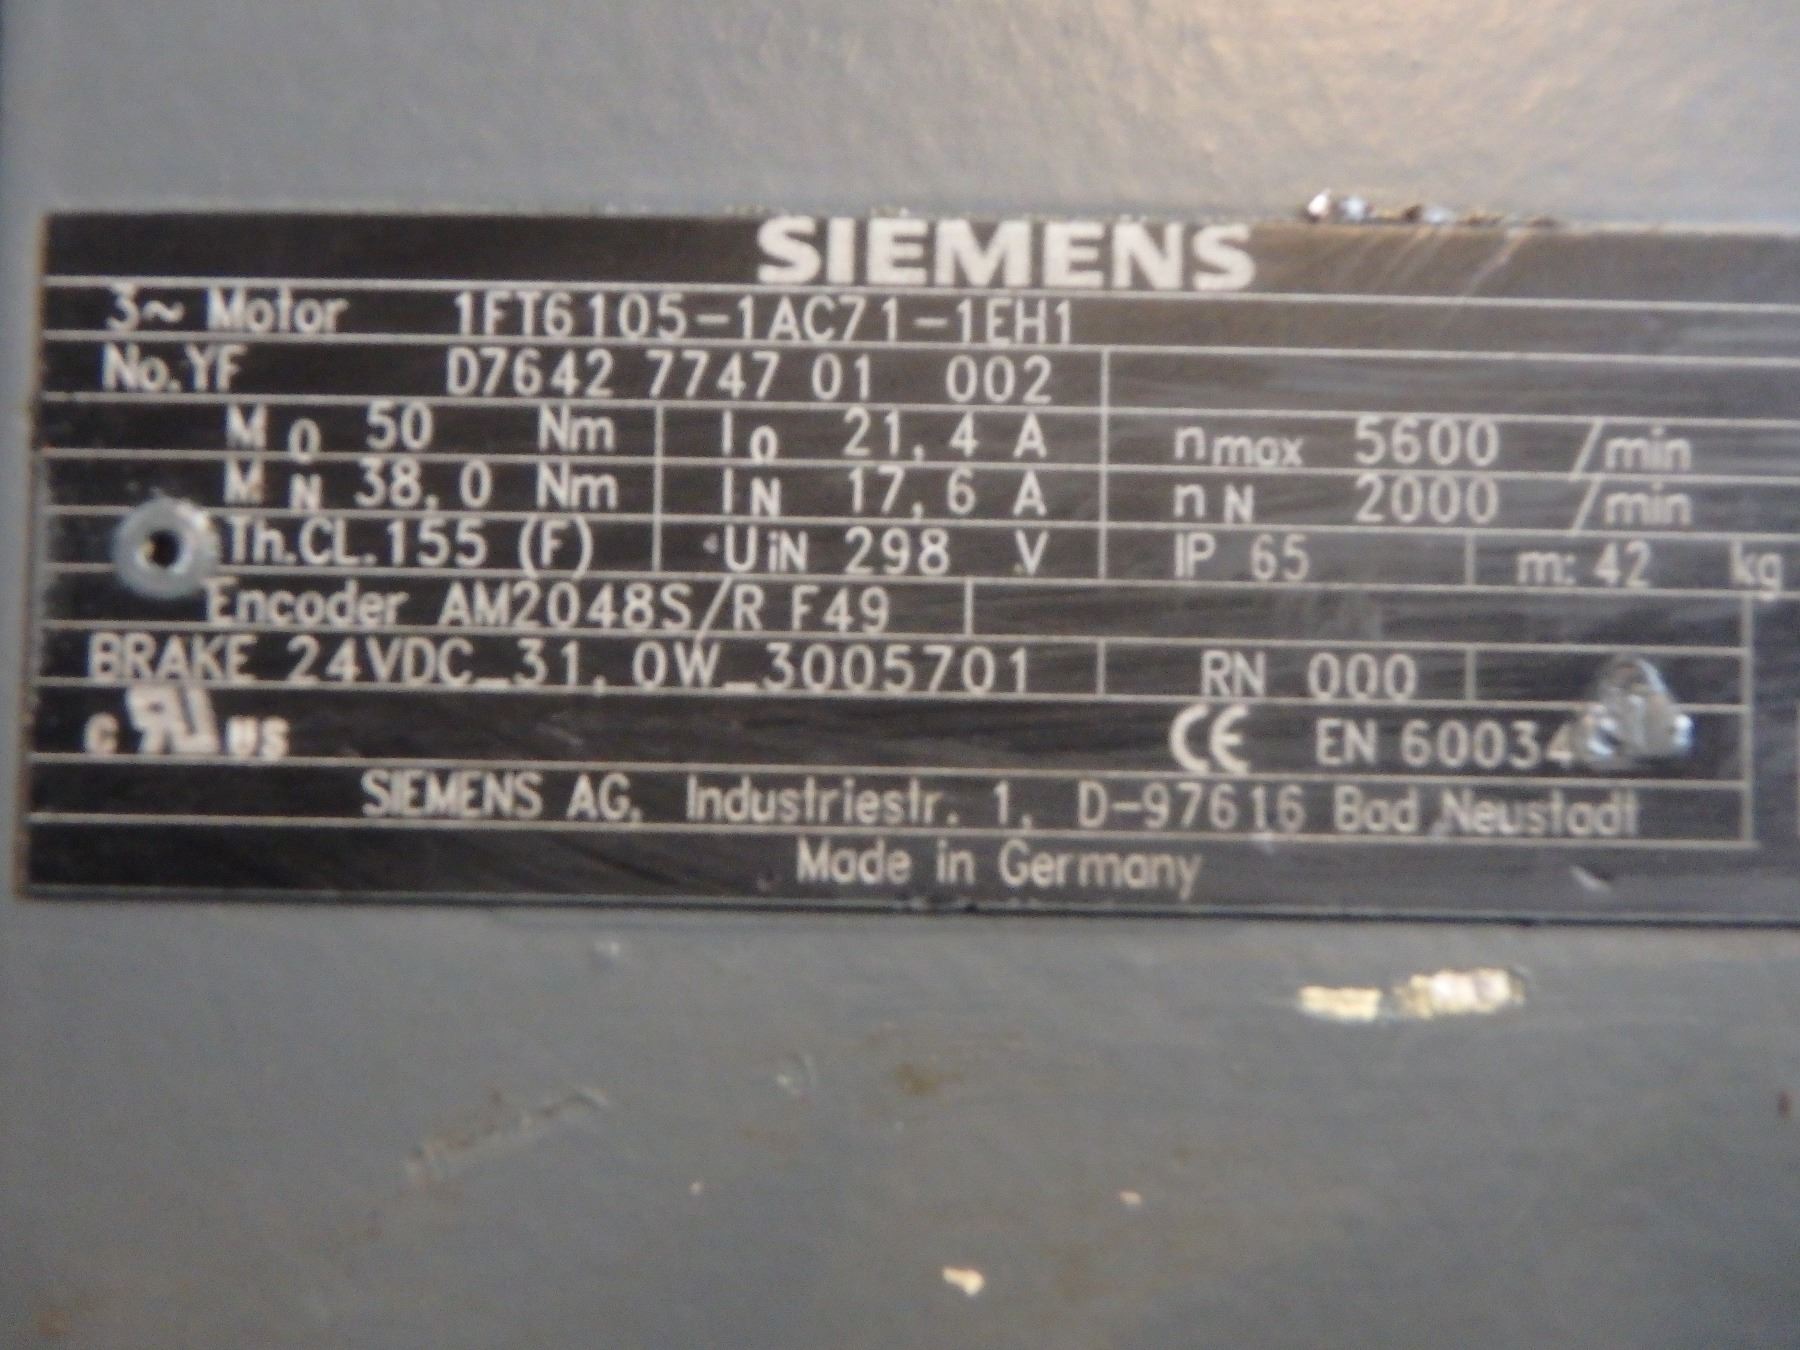 SIEMENS
3~ Motor 1FT6105-1AC71-1EH1
No.YF D7642 7747 01 002
M0 50 Nm I0 21,4 A nmax 5600 /min
MN 38,0 Nm IN 17,6 A nN 2000 /min
Th.CL.155 (F) UiN 298 V IP 65 m: 42 kg
Encoder AM2048S/R F49
BRAKE 24VDC_31,0W_3005701 RN 000
c RU US CE EN 60034
SIEMENS AG, Industriestr. 1, D-97616 Bad Neustadt
Made in Germany